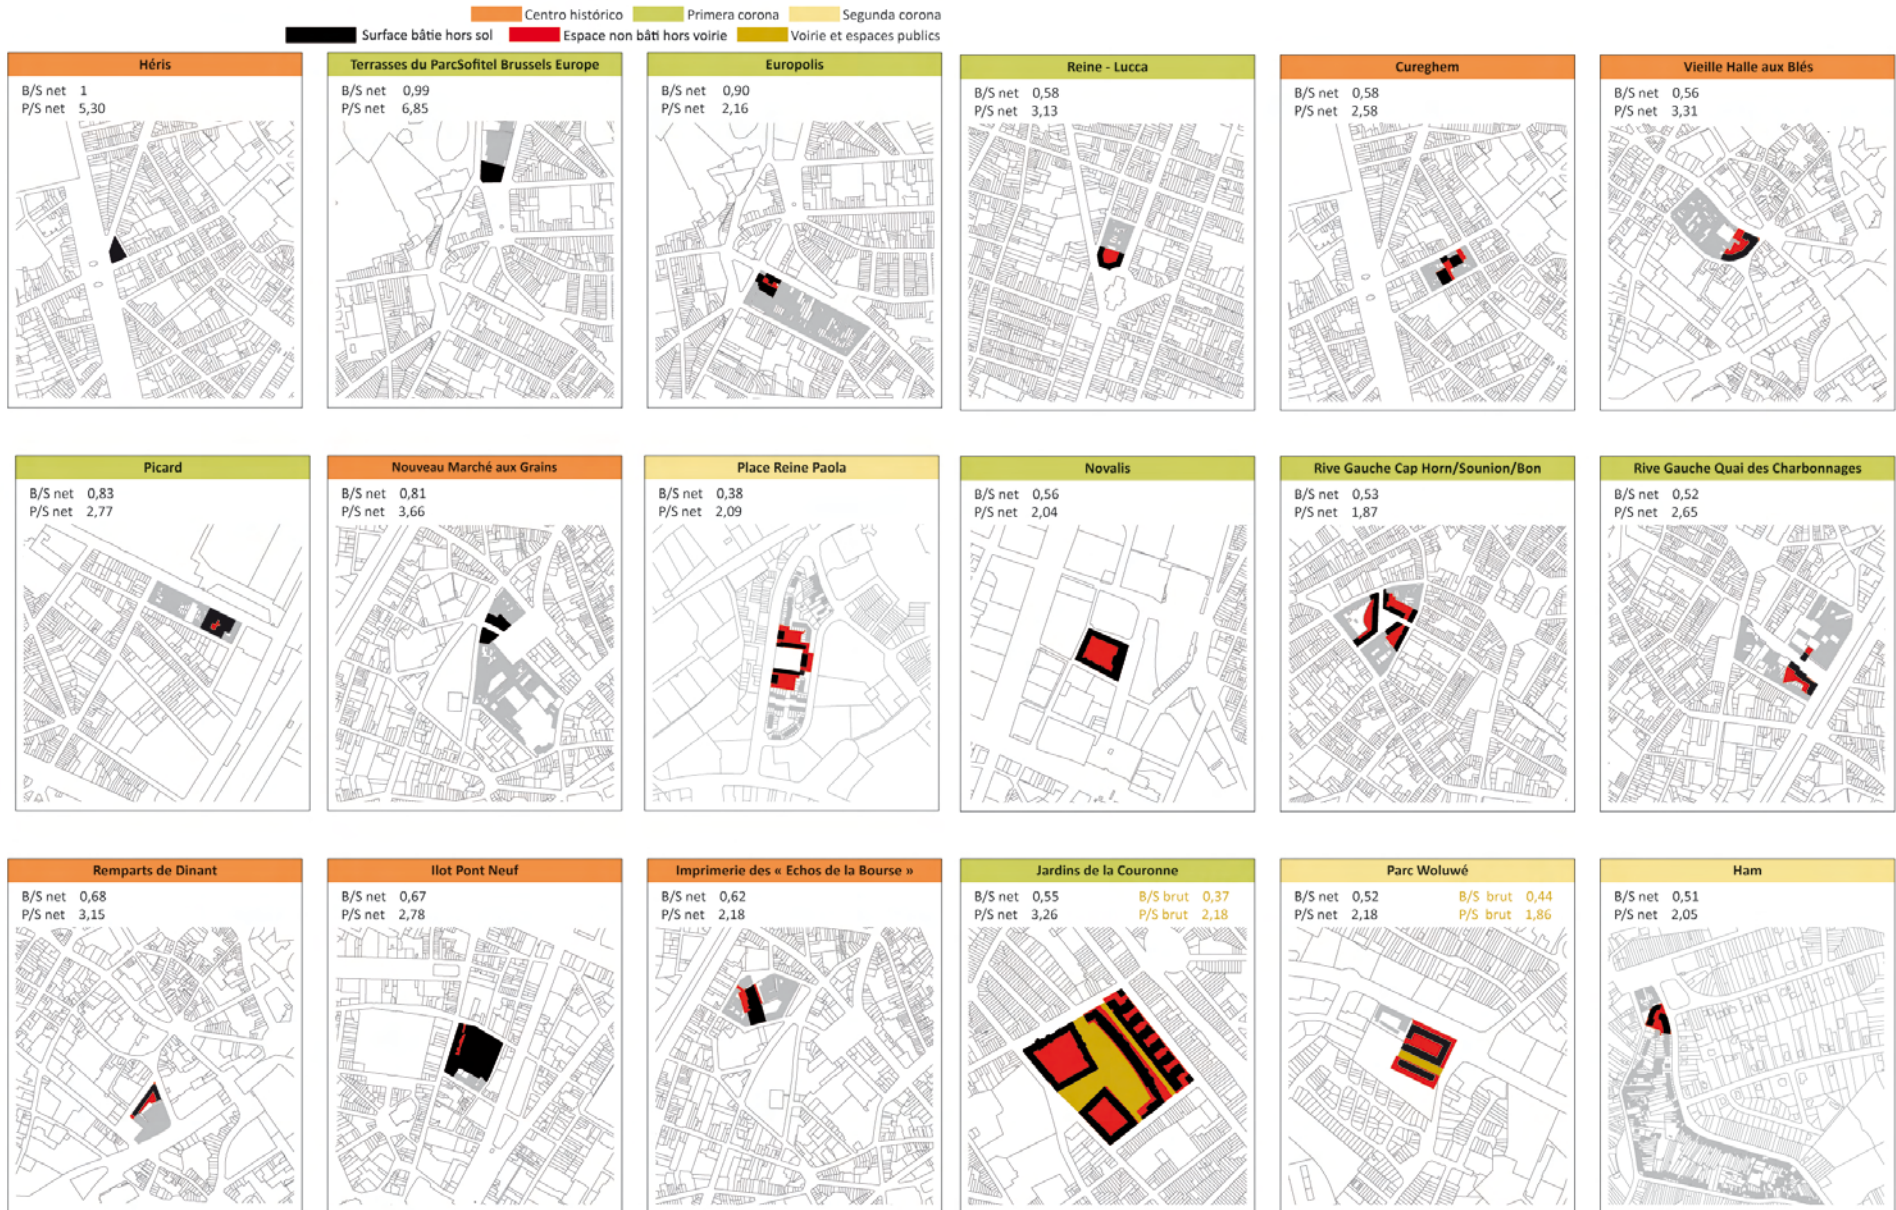 Centro histórico Primera corona Segunda corona
Surface bâtie hors sol Espace non bâti hors voirie Voirie et espaces publics
Héris
B/S net 1
P/S net 5,30
Terrasses du ParcSofitel Brussels Europe
B/S net 0,99
P/S net 6,85
Europolis
B/S net 0,90
P/S net 2,16
Reine - Lucca
B/S net 0,58
P/S net 3,13
Cureghem
B/S net 0,58
P/S net 2,58
Vieille Halle aux Blés
B/S net 0,56
P/S net 3,31
Picard
B/S net 0,83
P/S net 2,77
Nouveau Marché aux Grains
B/S net 0,81
P/S net 3,66
Place Reine Paola
B/S net 0,38
P/S net 2,09
Novalis
B/S net 0,56
P/S net 2,04
Rive Gauche Cap Horn/Sounion/Bon
B/S net 0,53
P/S net 1,87
Rive Gauche Quai des Charbonnages
B/S net 0,52
P/S net 2,65
Remparts de Dinant
B/S net 0,68
P/S net 3,15
Ilot Pont Neuf
B/S net 0,67
P/S net 2,78
Imprimerie des « Echos de la Bourse »
B/S net 0,62
P/S net 2,18
Jardins de la Couronne
B/S net 0,55 B/S brut 0,37
P/S net 3,26 P/S brut 2,18
Parc Woluwé
B/S net 0,52 B/S brut 0,44
P/S net 2,18 P/S brut 1,86
Ham
B/S net 0,51
P/S net 2,05